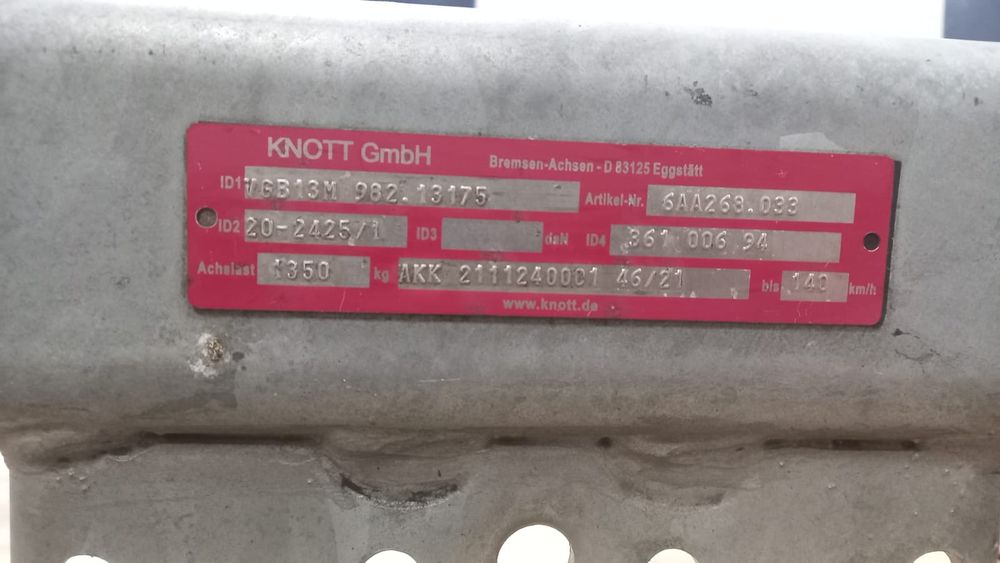 KNOTT GmbH Bremsen-Achsen - D 83125 Eggstätt
ID1 VGB13M 982.13175 Artikel-Nr. 6AA268.033
ID2 20-2425/1 ID3 daN ID4 361 006 94
Achslast 1350 kg AKK 2111240001 46/21 bis 140 km/h
www.knott.de